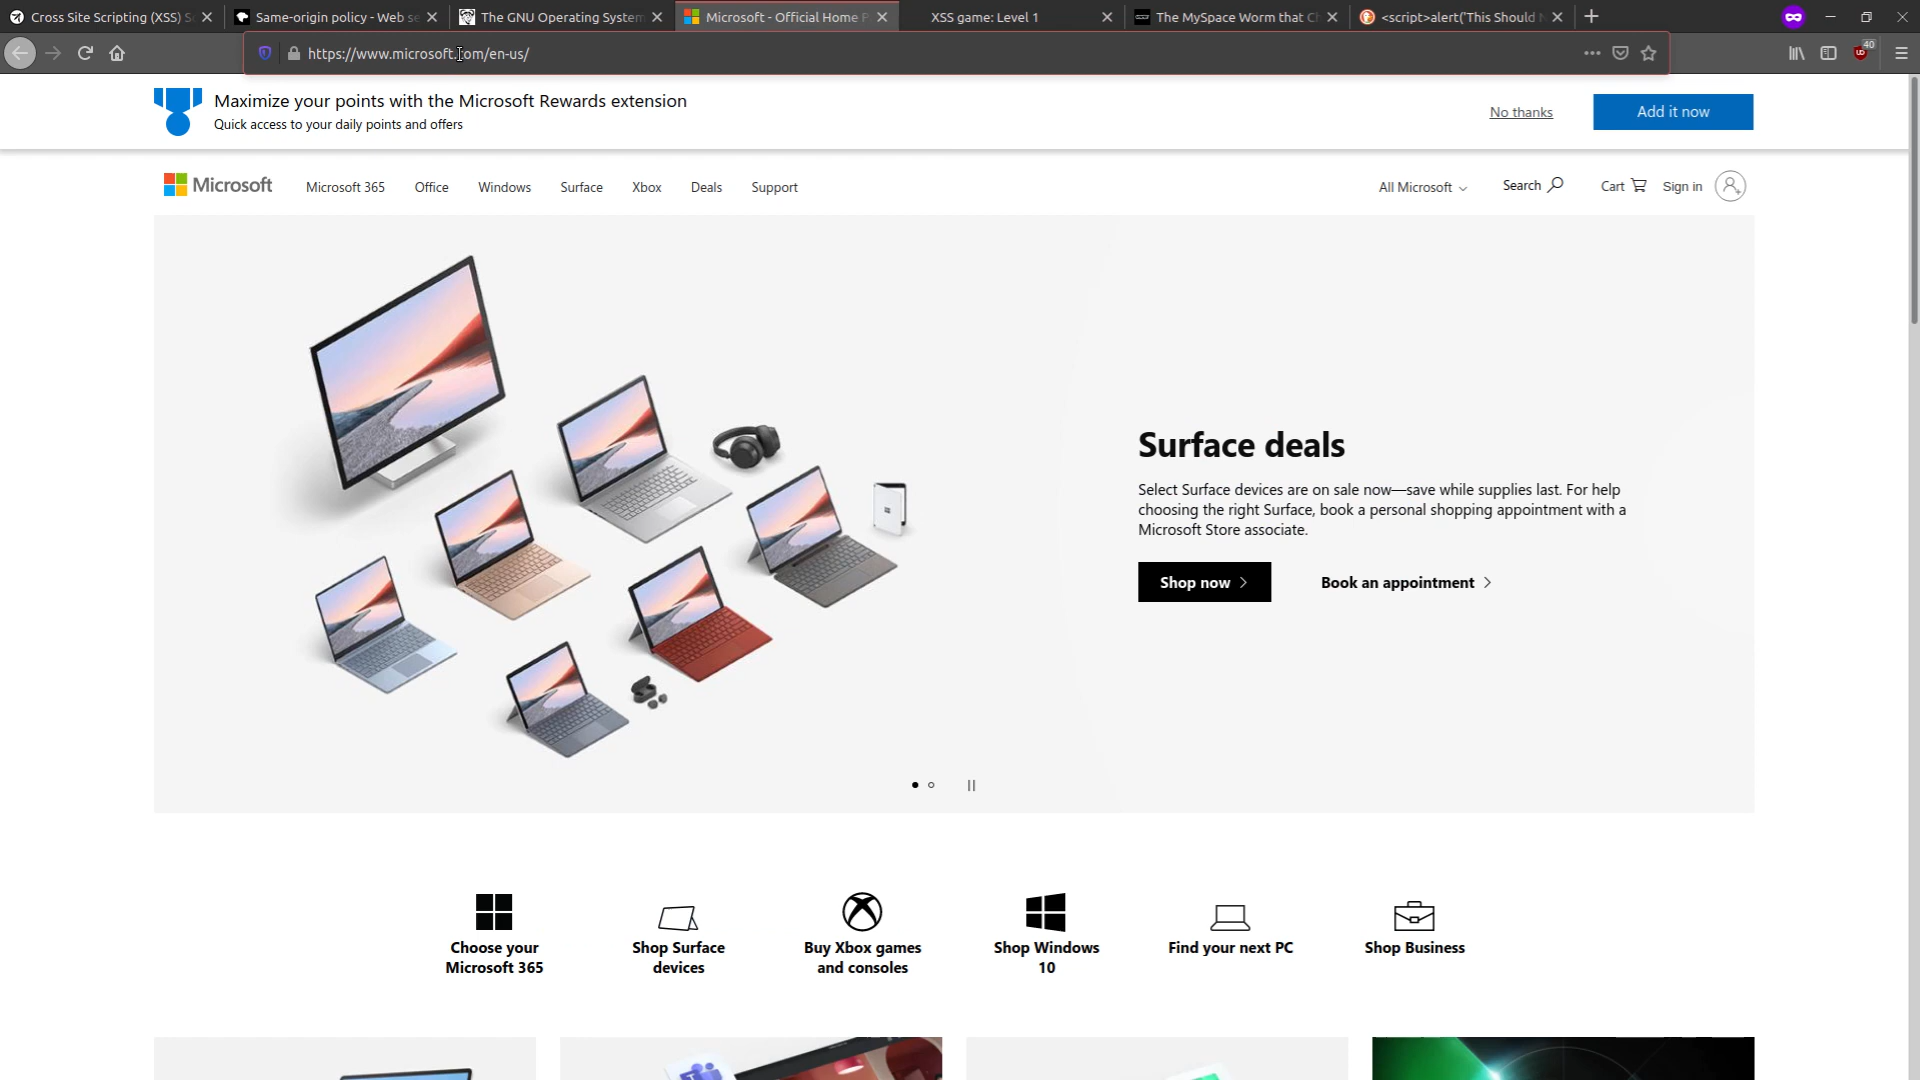 Cross Site Scripting (XSS) S
Same-origin policy - Web se
The GNU Operating System
Microsoft - Official Home P
XSS game: Level 1
The MySpace Worm that C
<script>alert('This Should N
https://www.microsoft.com/en-us/
40
Maximize your points with the Microsoft Rewards extension
Quick access to your daily points and offers
No thanks
Add it now
Microsoft
Microsoft 365
Office
Windows
Surface
Xbox
Deals
Support
All Microsoft
Search
Cart
Sign in
Surface deals
Select Surface devices are on sale now—save while supplies last. For help
choosing the right Surface, book a personal shopping appointment with a
Microsoft Store associate.
Shop now
Book an appointment
Choose your
Microsoft 365
Shop Surface
devices
Buy Xbox games
and consoles
Shop Windows
10
Find your next PC
Shop Business